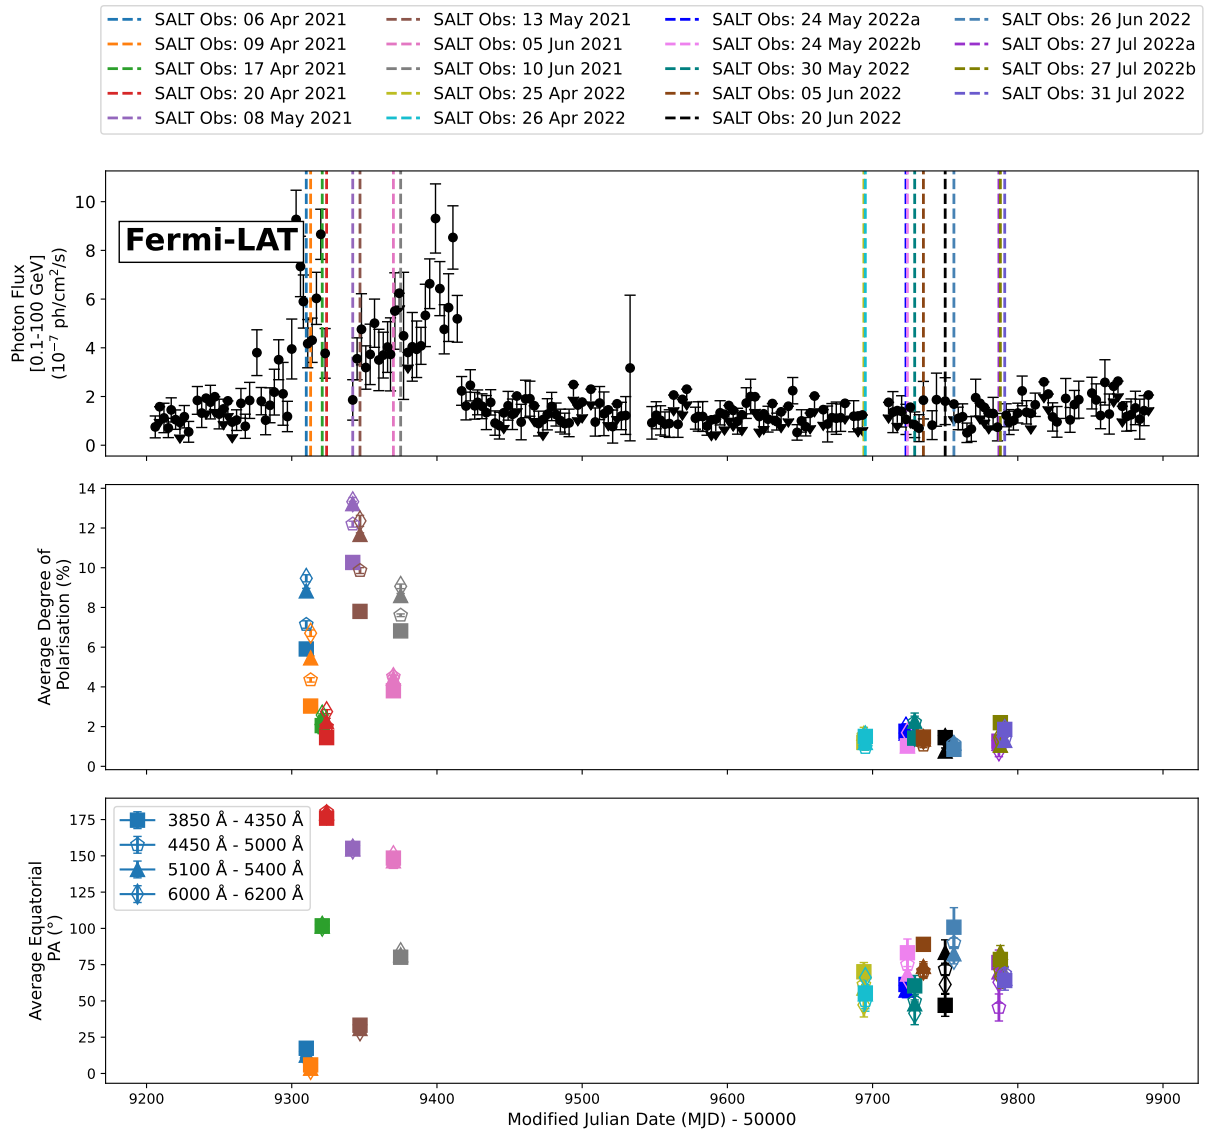 SALT Obs: 06 Apr 2021
SALT Obs: 09 Apr 2021
SALT Obs: 17 Apr 2021
SALT Obs: 20 Apr 2021
SALT Obs: 08 May 2021
SALT Obs: 13 May 2021
SALT Obs: 05 Jun 2021
SALT Obs: 10 Jun 2021
SALT Obs: 25 Apr 2022
SALT Obs: 26 Apr 2022
SALT Obs: 24 May 2022a
SALT Obs: 24 May 2022b
SALT Obs: 30 May 2022
SALT Obs: 05 Jun 2022
SALT Obs: 20 Jun 2022
SALT Obs: 26 Jun 2022
SALT Obs: 27 Jul 2022a
SALT Obs: 27 Jul 2022b
SALT Obs: 31 Jul 2022
Photon Flux
[0.1-100 GeV]
(10⁻⁷ ph/cm²/s)
10
8
6
4
2
0
Fermi-LAT
Average Degree of
Polarisation (%)
14
12
10
8
6
4
2
0
Average Equatorial
PA (°)
175
150
125
100
75
50
25
0
3850 Å - 4350 Å
4450 Å - 5000 Å
5100 Å - 5400 Å
6000 Å - 6200 Å
9200
9300
9400
9500
9600
9700
9800
9900
Modified Julian Date (MJD) - 50000